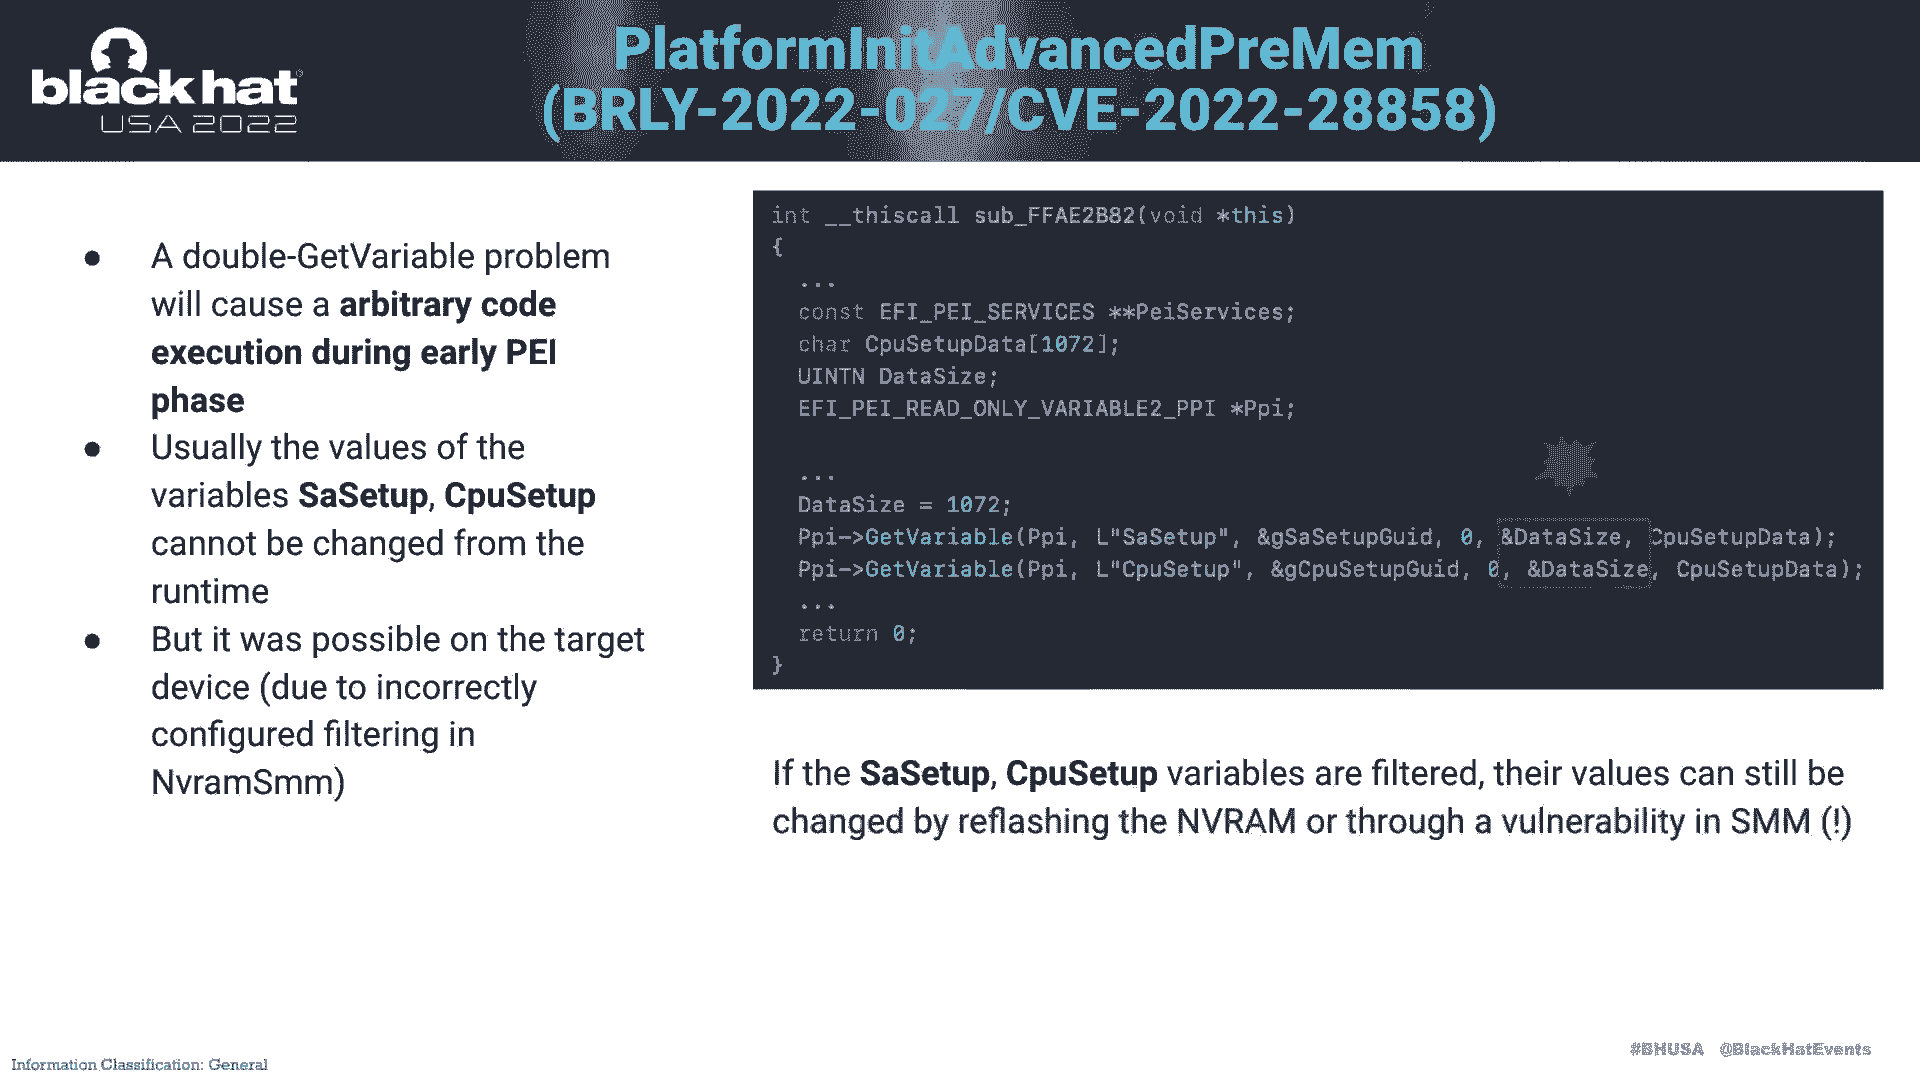 black hat®
USA 2022
PlatformInitAdvancedPreMem
(BRLY-2022-027/CVE-2022-28858)
● A double-GetVariable problem
will cause a arbitrary code
execution during early PEI
phase
● Usually the values of the
variables SaSetup, CpuSetup
cannot be changed from the
runtime
● But it was possible on the target
device (due to incorrectly
configured filtering in
NvramSmm)
int __thiscall sub_FFAE2B82(void *this)
{
...
const EFI_PEI_SERVICES **PeiServices;
char CpuSetupData[1072];
UINTN DataSize;
EFI_PEI_READ_ONLY_VARIABLE2_PPI *Ppi;
...
DataSize = 1072;
Ppi->GetVariable(Ppi, L"SaSetup", &gSaSetupGuid, 0, &DataSize, CpuSetupData);
Ppi->GetVariable(Ppi, L"CpuSetup", &gCpuSetupGuid, 0, &DataSize, CpuSetupData);
...
return 0;
}
If the SaSetup, CpuSetup variables are filtered, their values can still be
changed by reflashing the NVRAM or through a vulnerability in SMM (!)
Information Classification: General
#BHUSA @BlackHatEvents